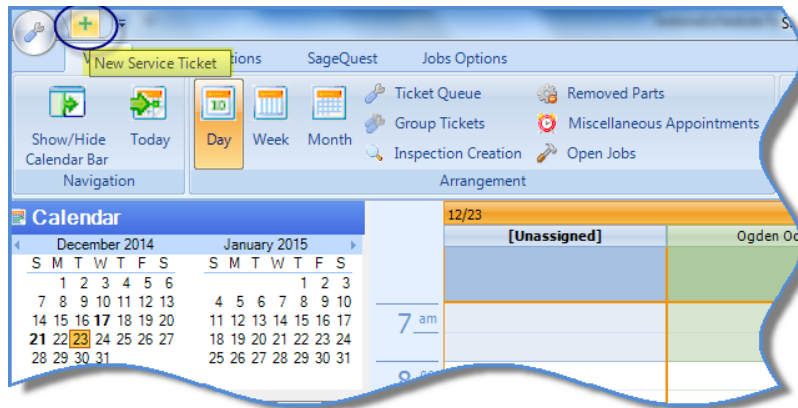 New Service Ticket
SageQuest
Jobs Options
Show/Hide
Calendar Bar
Today
Navigation
10
Day
Week
Month
Ticket Queue
Group Tickets
Inspection Creation
Removed Parts
Miscellaneous Appointments
Open Jobs
Arrangement
Calendar
December 2014
S M T W T F S
1 2 3 4 5 6
7 8 9 10 11 12 13
14 15 16 17 18 19 20
21 22 23 24 25 26 27
28 29 30 31
January 2015
S M T W T F S
1 2 3
4 5 6 7 8 9 10
11 12 13 14 15 16 17
18 19 20 21 22 23 24
25 26 27 28 29 30 31
12/23
[Unassigned]
Ogden
7 am